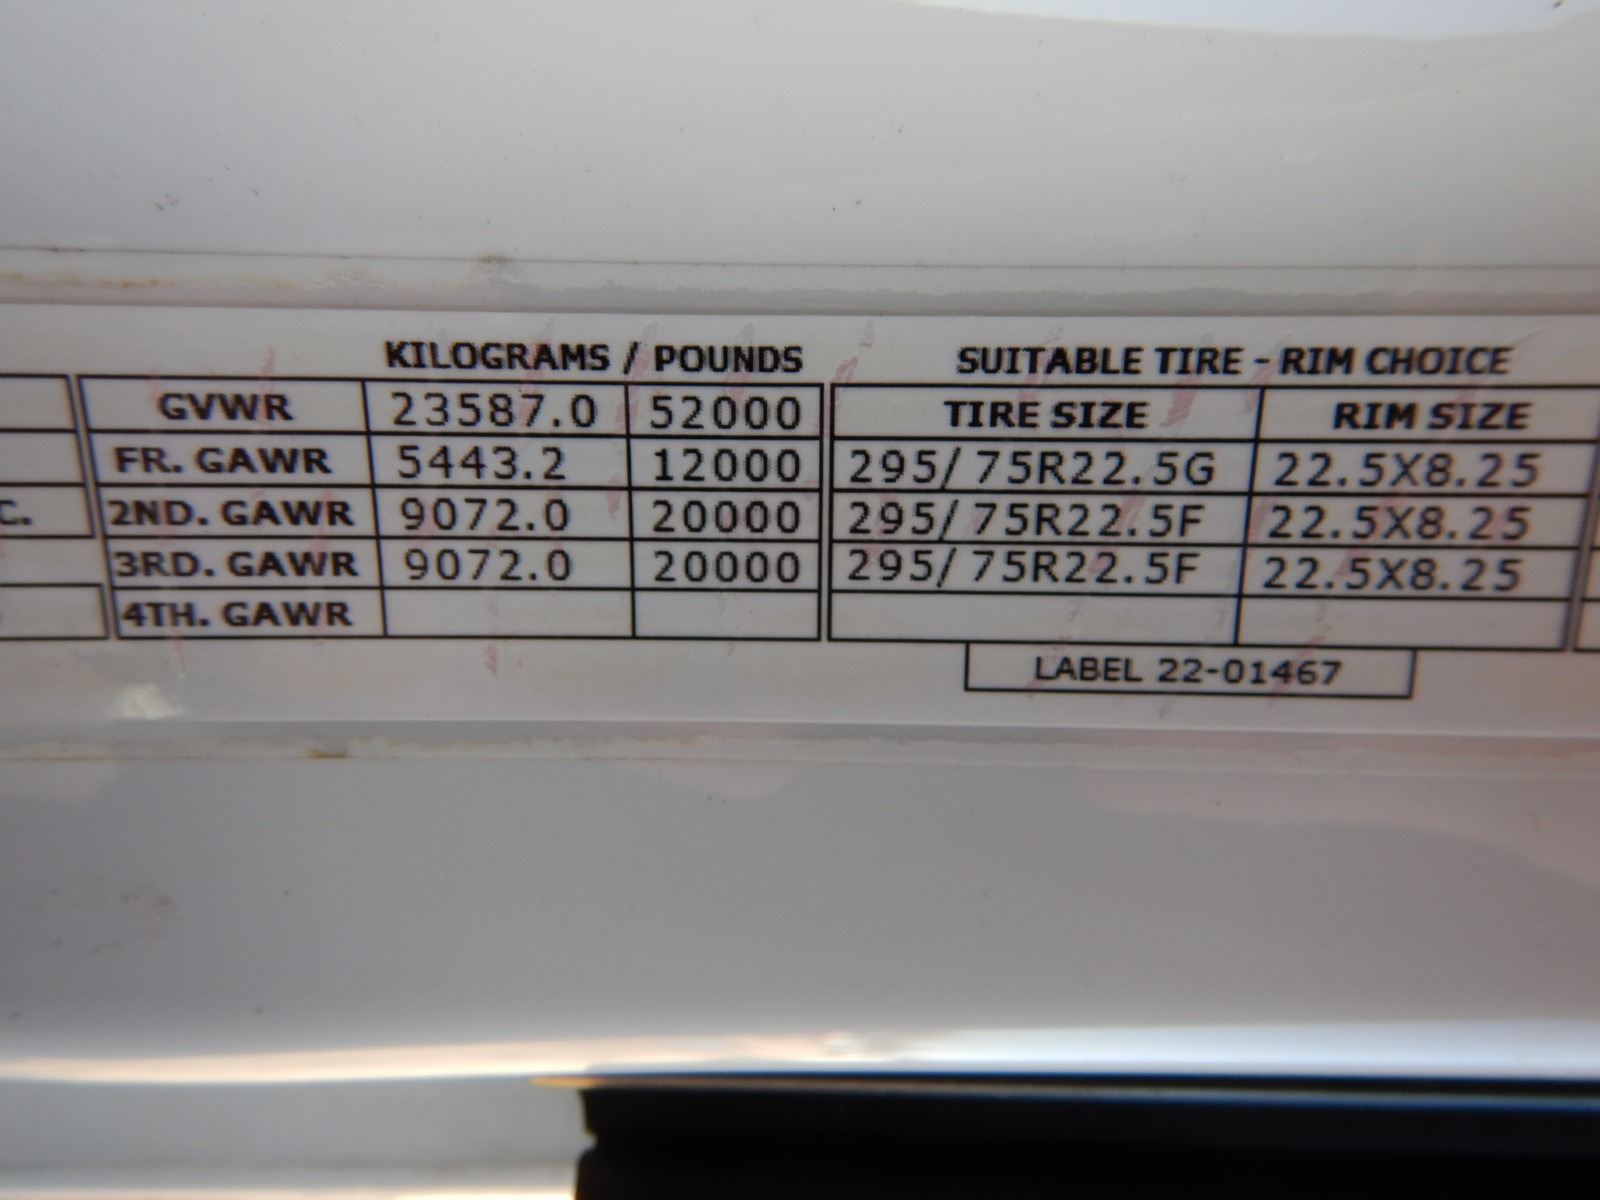 KILOGRAMS / POUNDS SUITABLE TIRE - RIM CHOICE
GVWR 23587.0 52000 TIRE SIZE RIM SIZE
FR. GAWR 5443.2 12000 295/75R22.5G 22.5X8.25
C. 2ND. GAWR 9072.0 20000 295/75R22.5F 22.5X8.25
3RD. GAWR 9072.0 20000 295/75R22.5F 22.5X8.25
4TH. GAWR
LABEL 22-01467